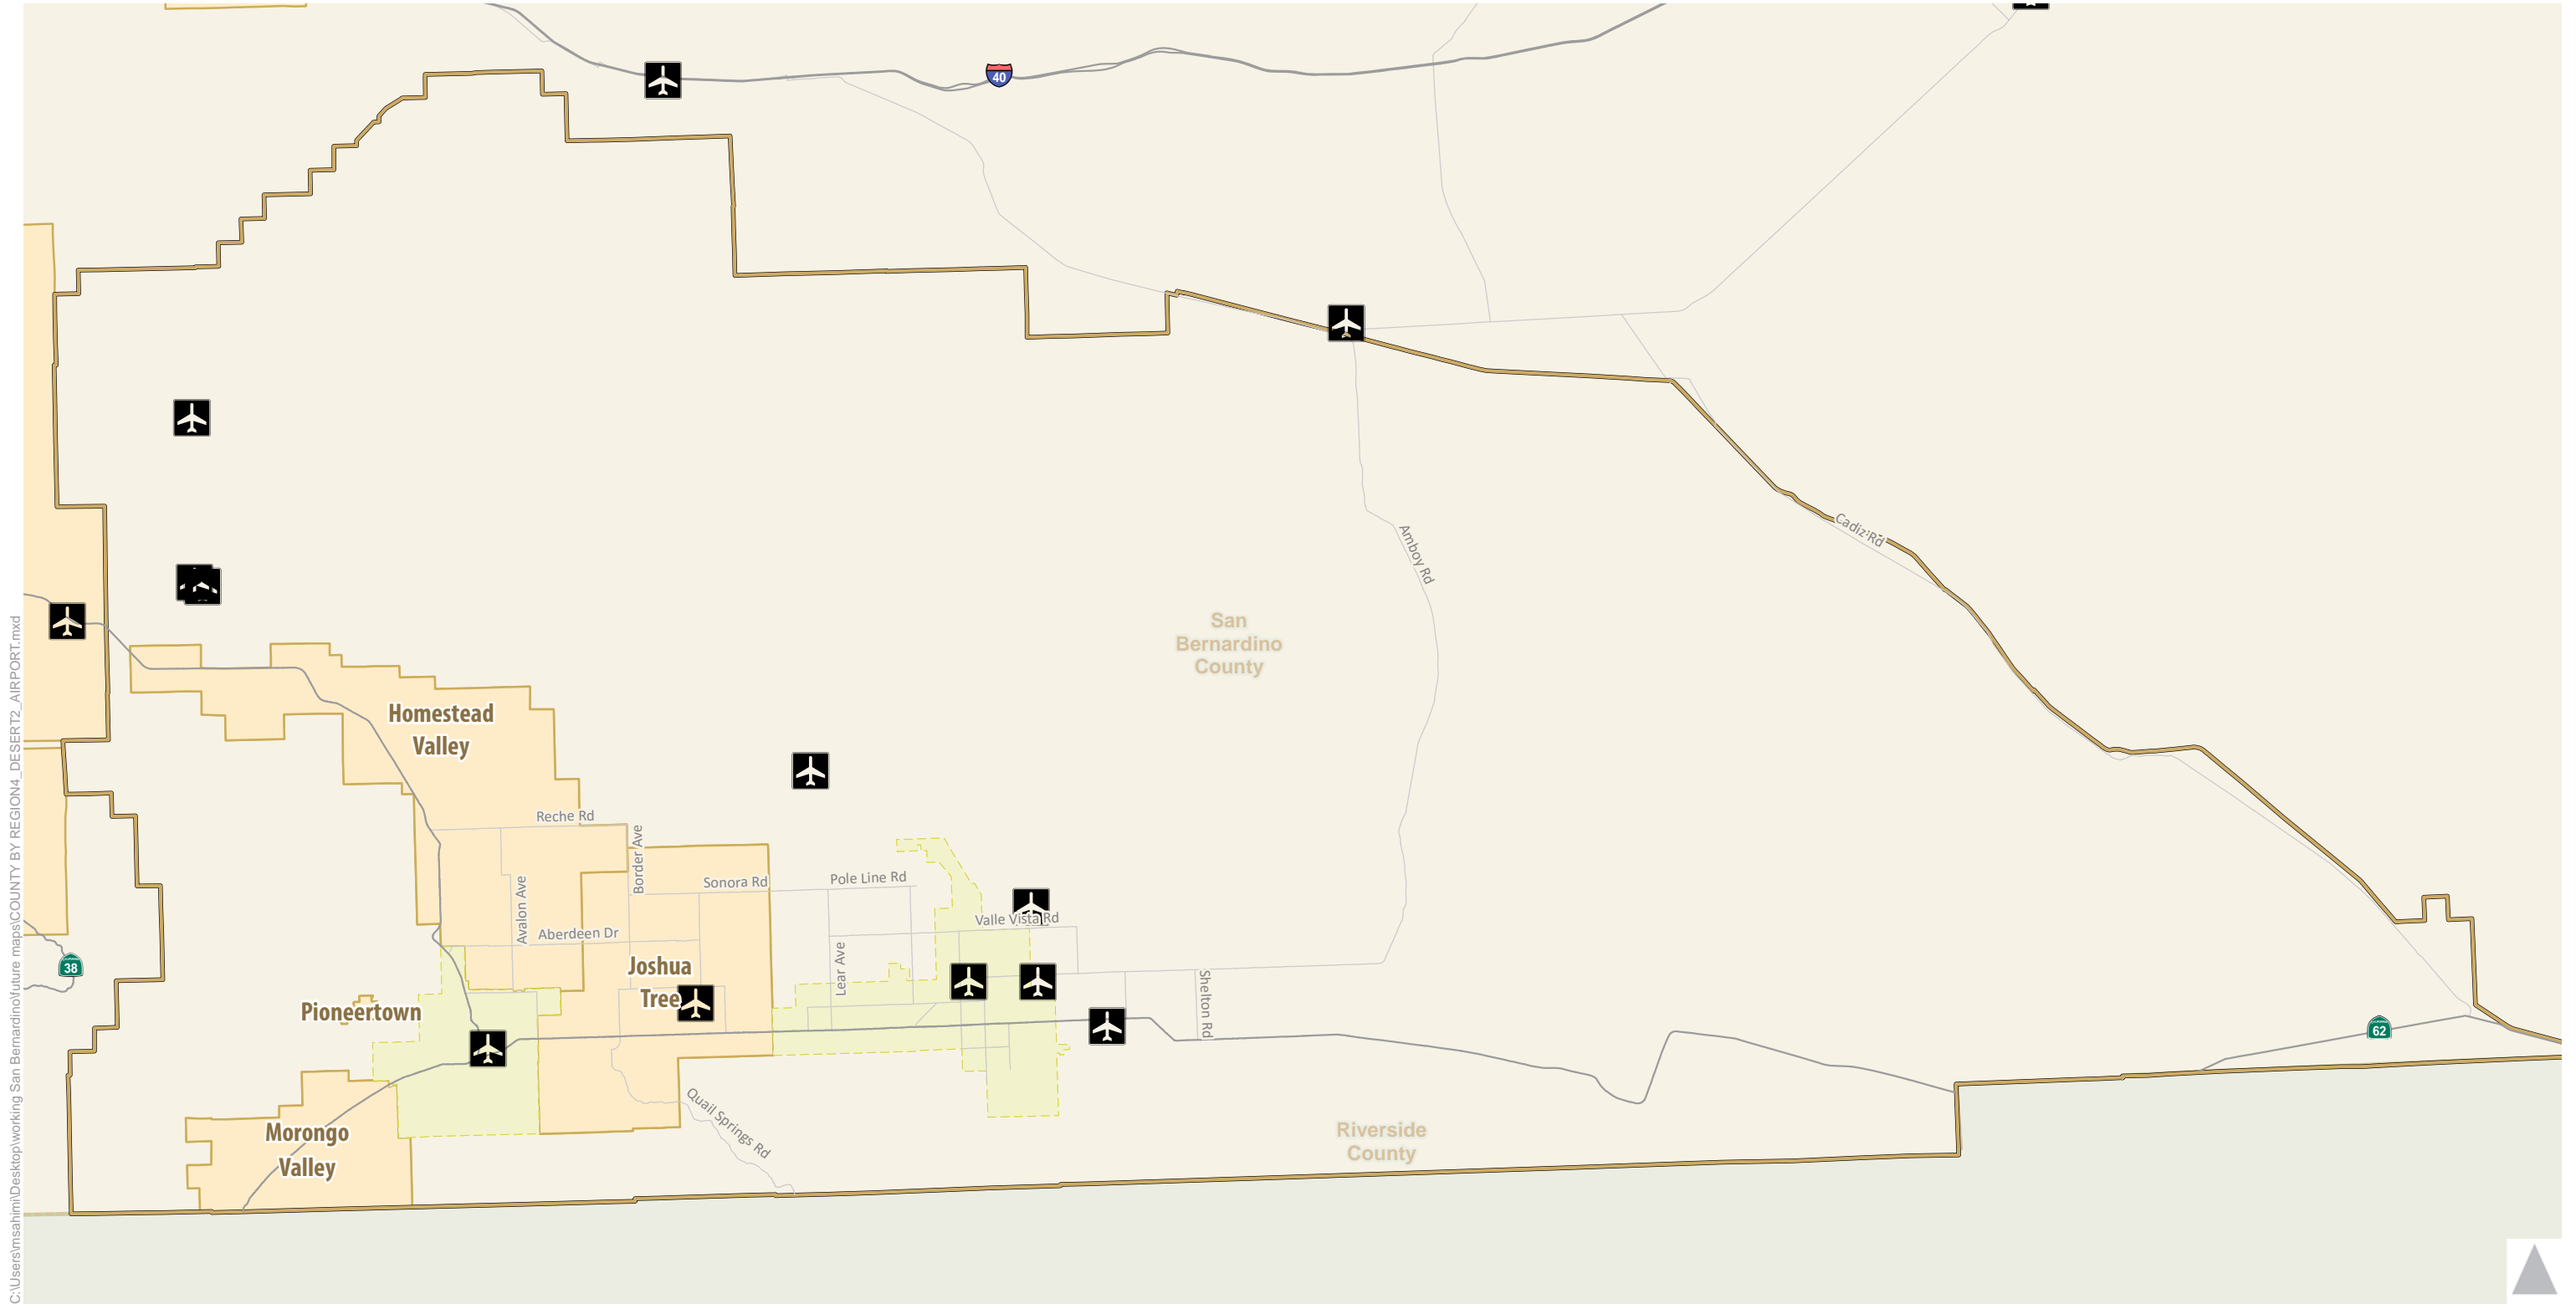 40
Cadiz Rd
Amboy Rd
San
Bernardino
County
Homestead
Valley
Reche Rd
Border Ave
Avalon Ave
Sonora Rd
Pole Line Rd
Valle Vista Rd
Aberdeen Dr
Lear Ave
Joshua
Tree
38
Shelton Rd
Pioneertown
62
Quail Springs Rd
Morongo
Valley
Riverside
County
C:\Users\msahimi\Desktop\working San Bernardino\future maps\COUNTY BY REGION4_DESERT2_AIRPORT.mxd